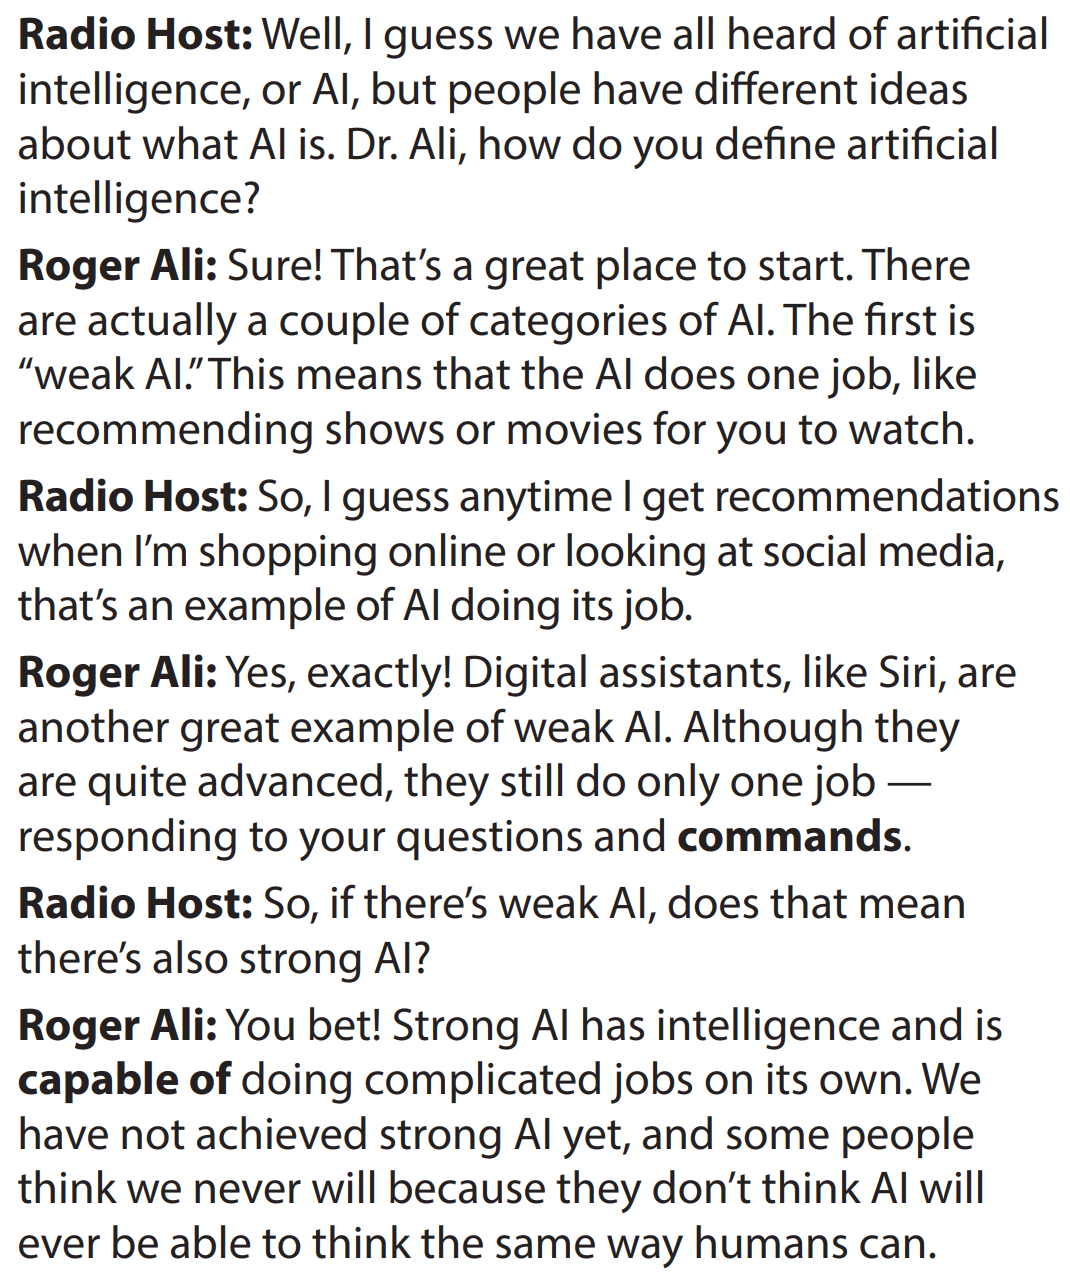 Radio Host: Well, I guess we have all heard of artificial
intelligence, or AI, but people have different ideas
about what AI is. Dr. Ali, how do you define artificial
intelligence?
Roger Ali: Sure! That’s a great place to start. There
are actually a couple of categories of AI. The first is
“weak AI.” This means that the AI does one job, like
recommending shows or movies for you to watch.
Radio Host: So, I guess anytime I get recommendations
when I’m shopping online or looking at social media,
that’s an example of AI doing its job.
Roger Ali: Yes, exactly! Digital assistants, like Siri, are
another great example of weak AI. Although they
are quite advanced, they still do only one job —
responding to your questions and commands.
Radio Host: So, if there’s weak AI, does that mean
there’s also strong AI?
Roger Ali: You bet! Strong AI has intelligence and is
capable of doing complicated jobs on its own. We
have not achieved strong AI yet, and some people
think we never will because they don’t think AI will
ever be able to think the same way humans can.